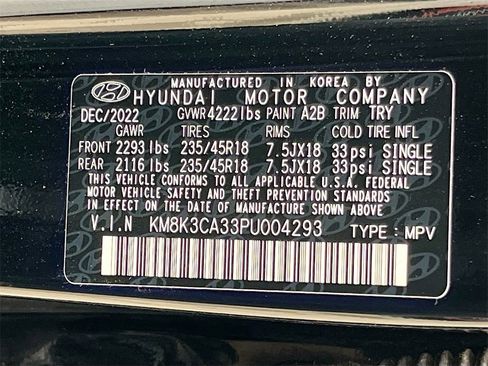 MANUFACTURED IN KOREA BY
HYUNDAI MOTOR COMPANY
DEC/2022 GVWR 4222lbs PAINT A2B TRIM TRY
GAWR TIRES RIMS COLD TIRE INFL
FRONT 2293 lbs 235/45R18 7.5JX18 33psi SINGLE
REAR 2116 lbs 235/45R18 7.5JX18 33psi SINGLE
THIS VEHICLE CONFORMS TO ALL APPLICABLE U.S.A. FEDERAL
MOTOR VEHICLE SAFETY AND THEFT PREVENTION STANDARDS
IN EFFECT ON THE DATE OF MANUFACTURE SHOWN ABOVE.
V.I.N KM8K3CA33PU004293 TYPE : MPV